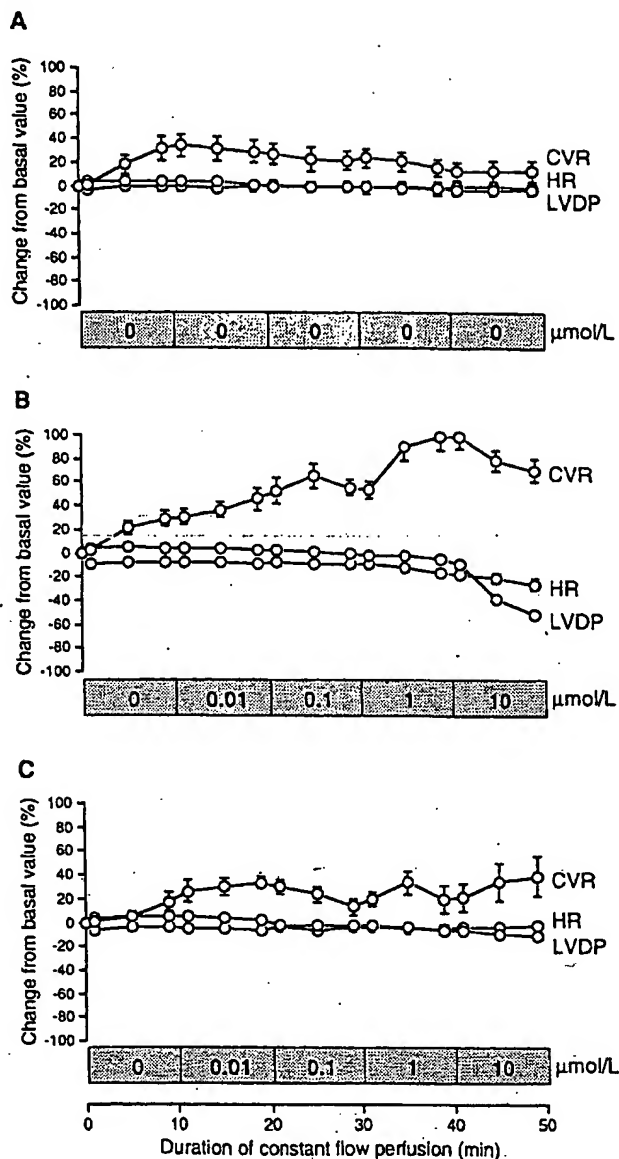 A
Change from basal value (%)
100
80
60
40
20
0
-20
-40
-60
-80
-100
CVR
HR
LVDP
0 0 0 0 0 μmol/L
B
Change from basal value (%)
100
80
60
40
20
0
-20
-40
-60
-80
-100
CVR
HR
LVDP
0 0.01 0.1 1 10 μmol/L
C
Change from basal value (%)
100
80
60
40
20
0
-20
-40
-60
-80
-100
CVR
HR
LVDP
0 0.01 0.1 1 10 μmol/L
0 10 20 30 40 50
Duration of constant flow perfusion (min)